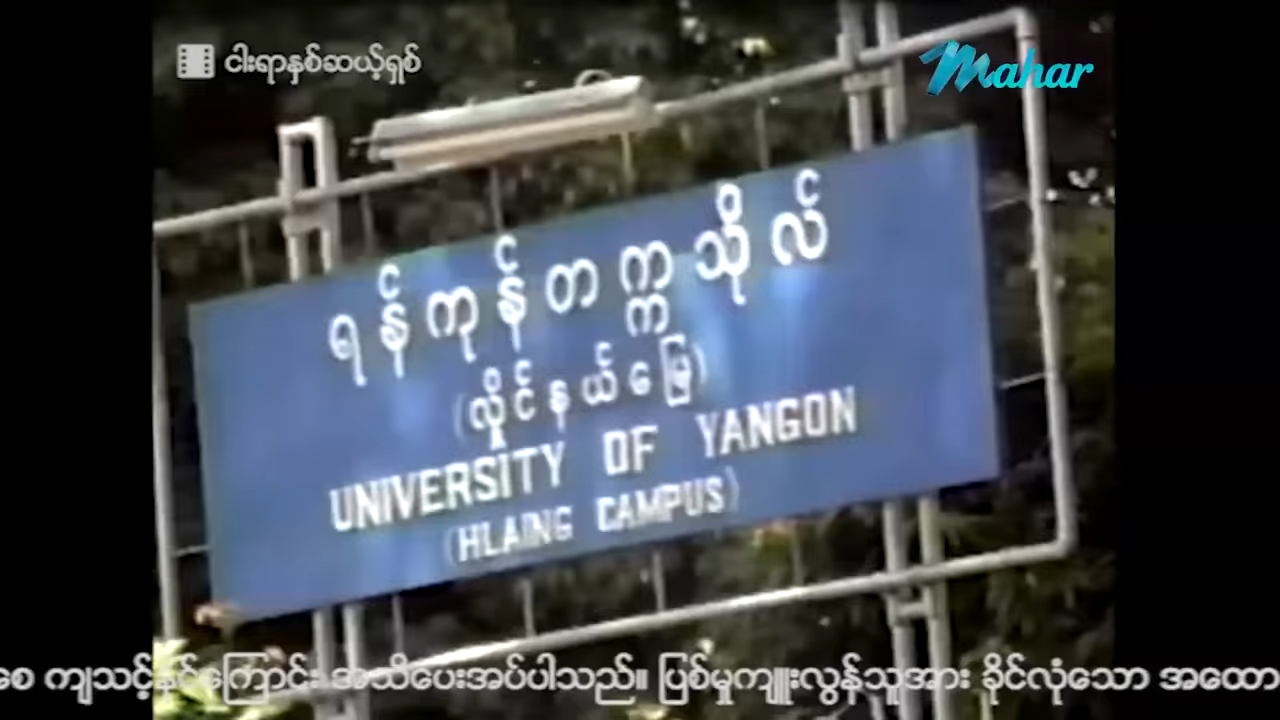 ငါးရာနှစ်ဆယ့်ရှစ်
Mahar
ရန်ကုန်တက္ကသိုလ်
(လှိုင်နယ်မြေ)
UNIVERSITY OF YANGON
(HLAING CAMPUS)
စေ ကျသင့်နိုင်ကြောင်း အသိပေးအပ်ပါသည်။ ပြစ်မှုကျူးလွန်သူအား ခိုင်လုံသော အထော